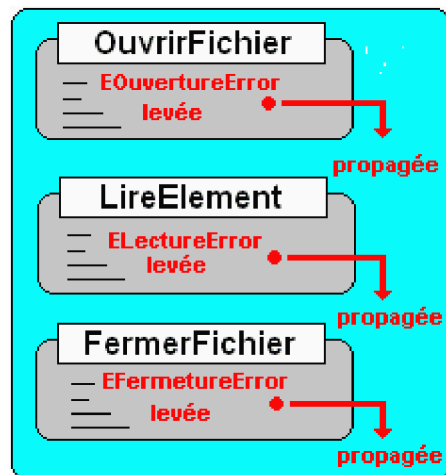 OuvrirFichier
EOuvertureError
levée
propagée
LireElement
ELectureError
levée
propagée
FermerFichier
EFermetureError
levée
propagée